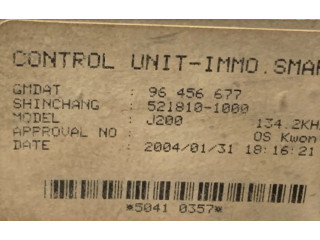 CONTROL UNIT-IMMO.SMAR
GMDAT : 96 456 677
SHINCHANG : 521810-1000
MODEL : J200 134.2KH
APPROVAL NO : OS Kwon
DATE : 2004/01/31 18:16:21
*5041 0357*